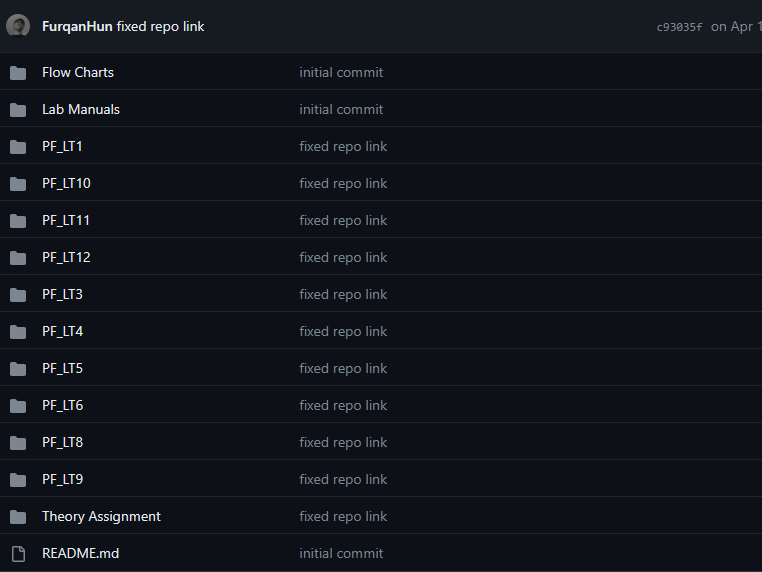 FurqanHun fixed repo link c93035f on Apr 1
Flow Charts initial commit
Lab Manuals initial commit
PF_LT1 fixed repo link
PF_LT10 fixed repo link
PF_LT11 fixed repo link
PF_LT12 fixed repo link
PF_LT3 fixed repo link
PF_LT4 fixed repo link
PF_LT5 fixed repo link
PF_LT6 fixed repo link
PF_LT8 fixed repo link
PF_LT9 fixed repo link
Theory Assignment fixed repo link
README.md initial commit